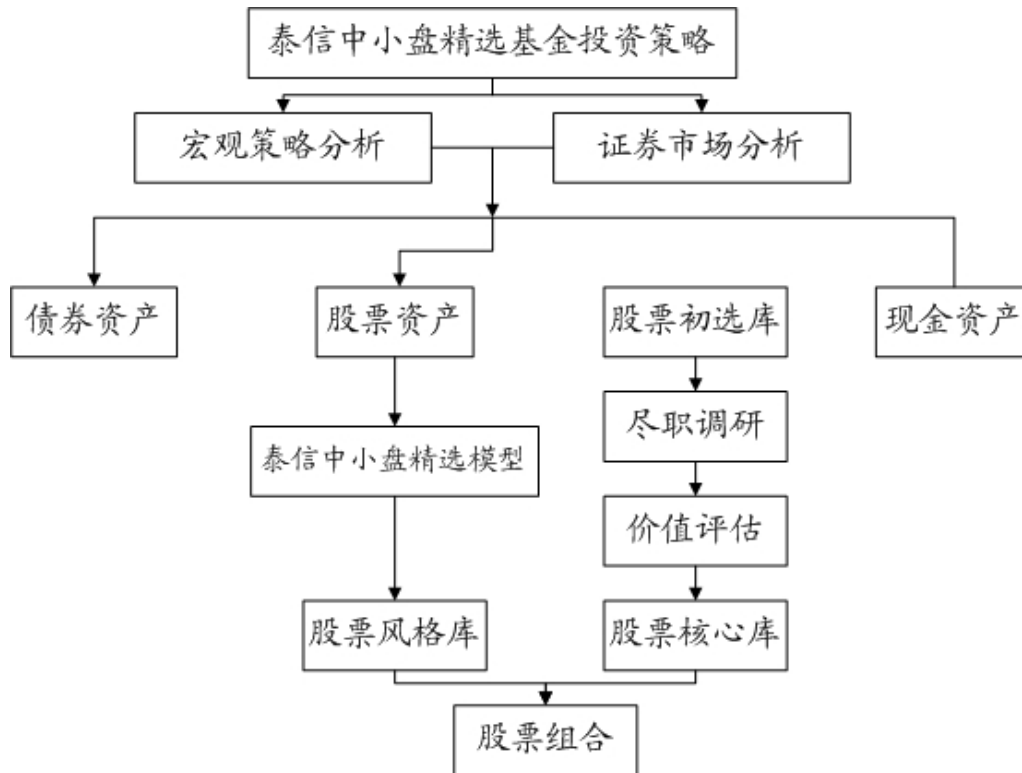 泰信中小盘精选基金投资策略
宏观策略分析
证券市场分析
债券资产
股票资产
股票初选库
现金资产
尽职调研
泰信中小盘精选模型
价值评估
股票风格库
股票核心库
股票组合